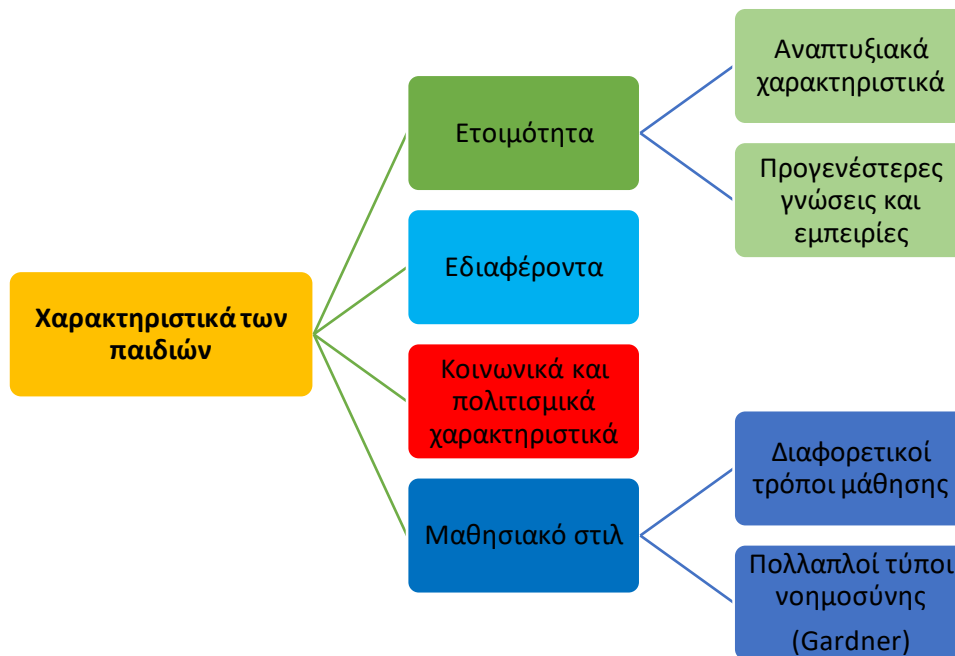 Χαρακτηριστικά των
παιδιών
Ετοιμότητα
Αναπτυξιακά
χαρακτηριστικά
Προγενέστερες
γνώσεις και
εμπειρίες
Εδιαφέροντα
Κοινωνικά και
πολιτισμικά
χαρακτηριστικά
Μαθησιακό στιλ
Διαφορετικοί
τρόποι μάθησης
Πολλαπλοί τύποι
νοημοσύνης
(Gardner)